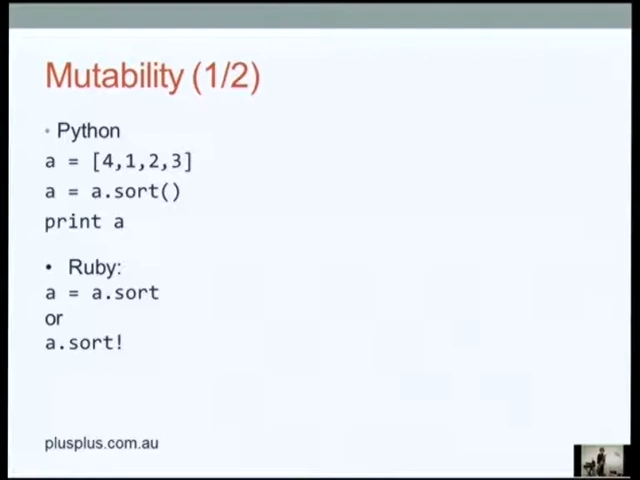 Mutability (1/2)
• Python
a = [4,1,2,3]
a = a.sort()
print a
• Ruby:
a = a.sort
or
a.sort!
plusplus.com.au